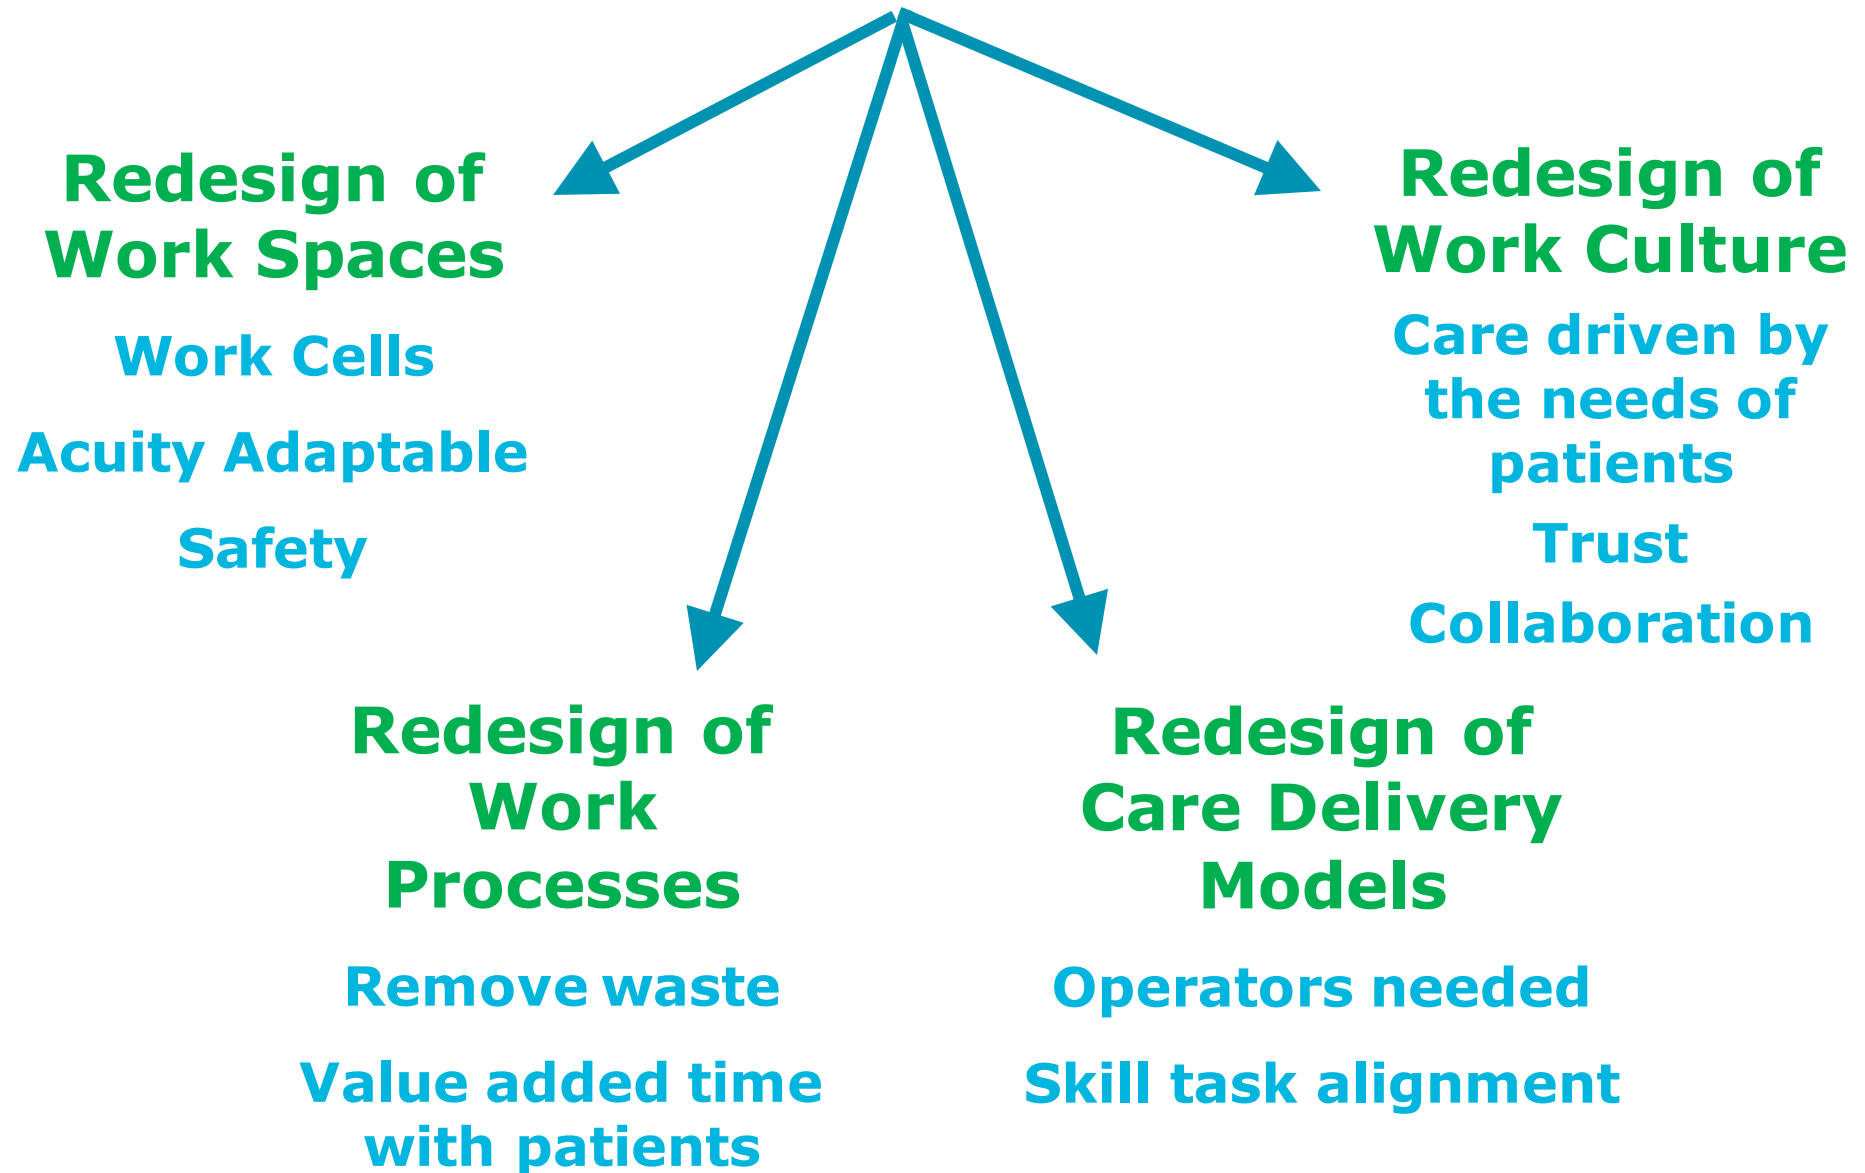 Redesign of
Work Spaces
Work Cells
Acuity Adaptable
Safety
Redesign of
Work Culture
Care driven by
the needs of
patients
Trust
Collaboration
Redesign of
Work
Processes
Remove waste
Value added time
with patients
Redesign of
Care Delivery
Models
Operators needed
Skill task alignment